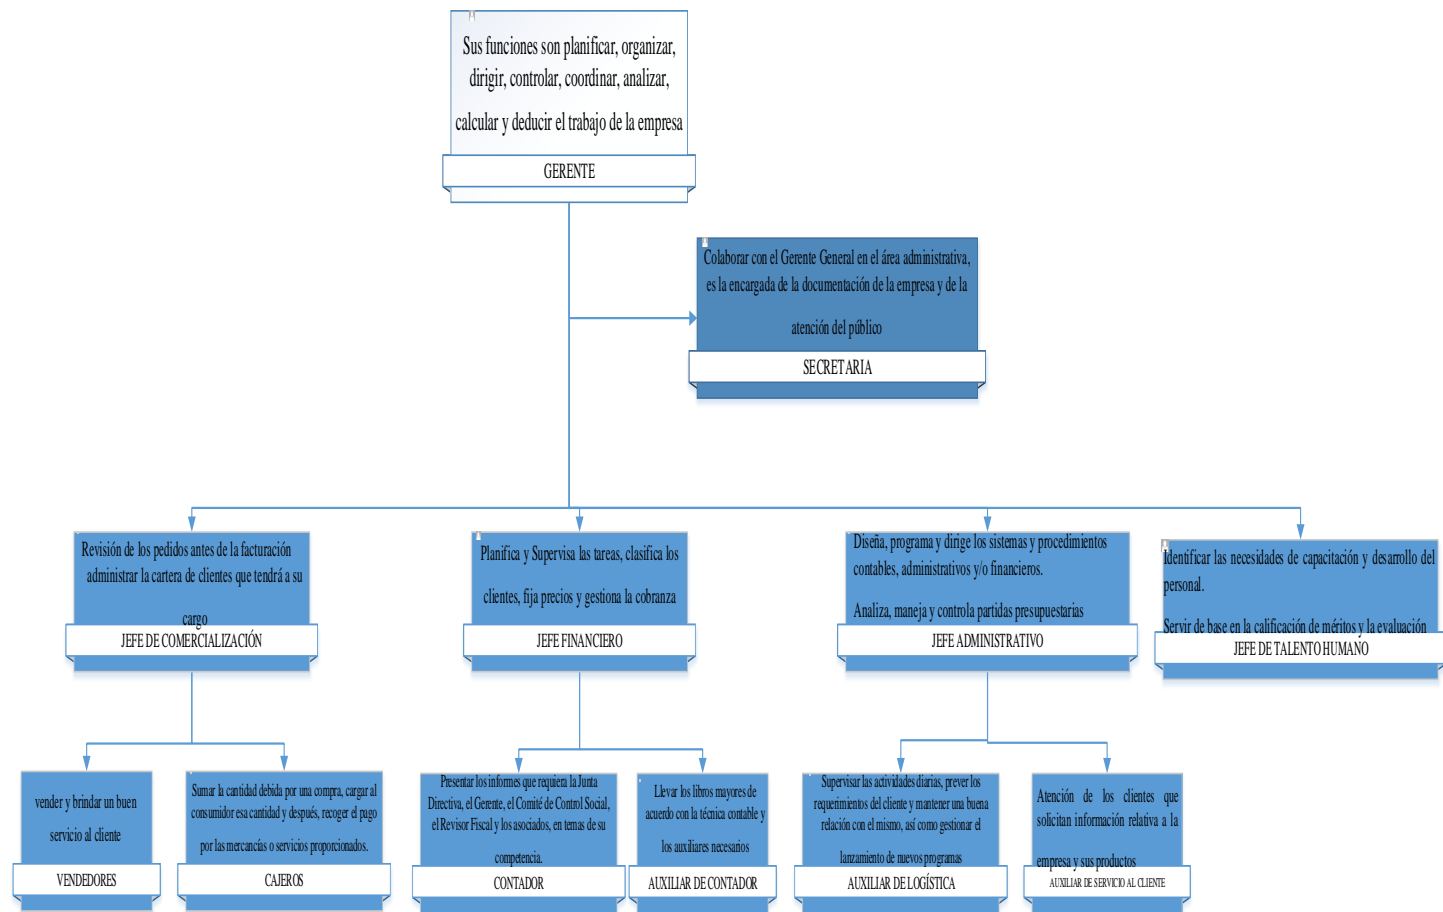 Sus funciones son planificar, organizar,
dirigir, controlar, coordinar, analizar,
calcular y deducir el trabajo de la empresa
GERENTE
Colaborar con el Gerente General en el área administrativa,
es la encargada de la documentación de la empresa y de la
atención del público
SECRETARIA
Revisión de los pedidos antes de la facturación
administrar la cartera de clientes que tendrá a su
cargo
JEFE DE COMERCIALIZACIÓN
Planifica y Supervisa las tareas, clasifica los
clientes, fija precios y gestiona la cobranza
JEFE FINANCIERO
Diseña, programa y dirige los sistemas y procedimientos
contables, administrativos y/o financieros.
Analiza, maneja y controla partidas presupuestarias
JEFE ADMINISTRATIVO
Identificar las necesidades de capacitación y desarrollo del
personal.
Servir de base en la calificación de méritos y la evaluación
JEFE DE TALENTO HUMANO
vender y brindar un buen
servicio al cliente
VENDEDORES
Sumar la cantidad debida por una compra, cargar al
consumidor esa cantidad y después, recoger el pago
por las mercancías o servicios proporcionados.
CAJEROS
Presentar los informes que requiera la Junta
Directiva, el Gerente, el Comité de Control Social,
el Revisor Fiscal y los asociados, en temas de su
competencia.
CONTADOR
Llevar los libros mayores de
acuerdo con la técnica contable y
los auxiliares necesarios
AUXILIAR DE CONTADOR
Supervisar las actividades diarias, prever los
requerimientos del cliente y mantener una buena
relación con el mismo, así como gestionar el
lanzamiento de nuevos programas
AUXILIAR DE LOGÍSTICA
Atención de los clientes que
solicitan información relativa a la
empresa y sus productos
AUXILIAR DE SERVICIO AL CLIENTE